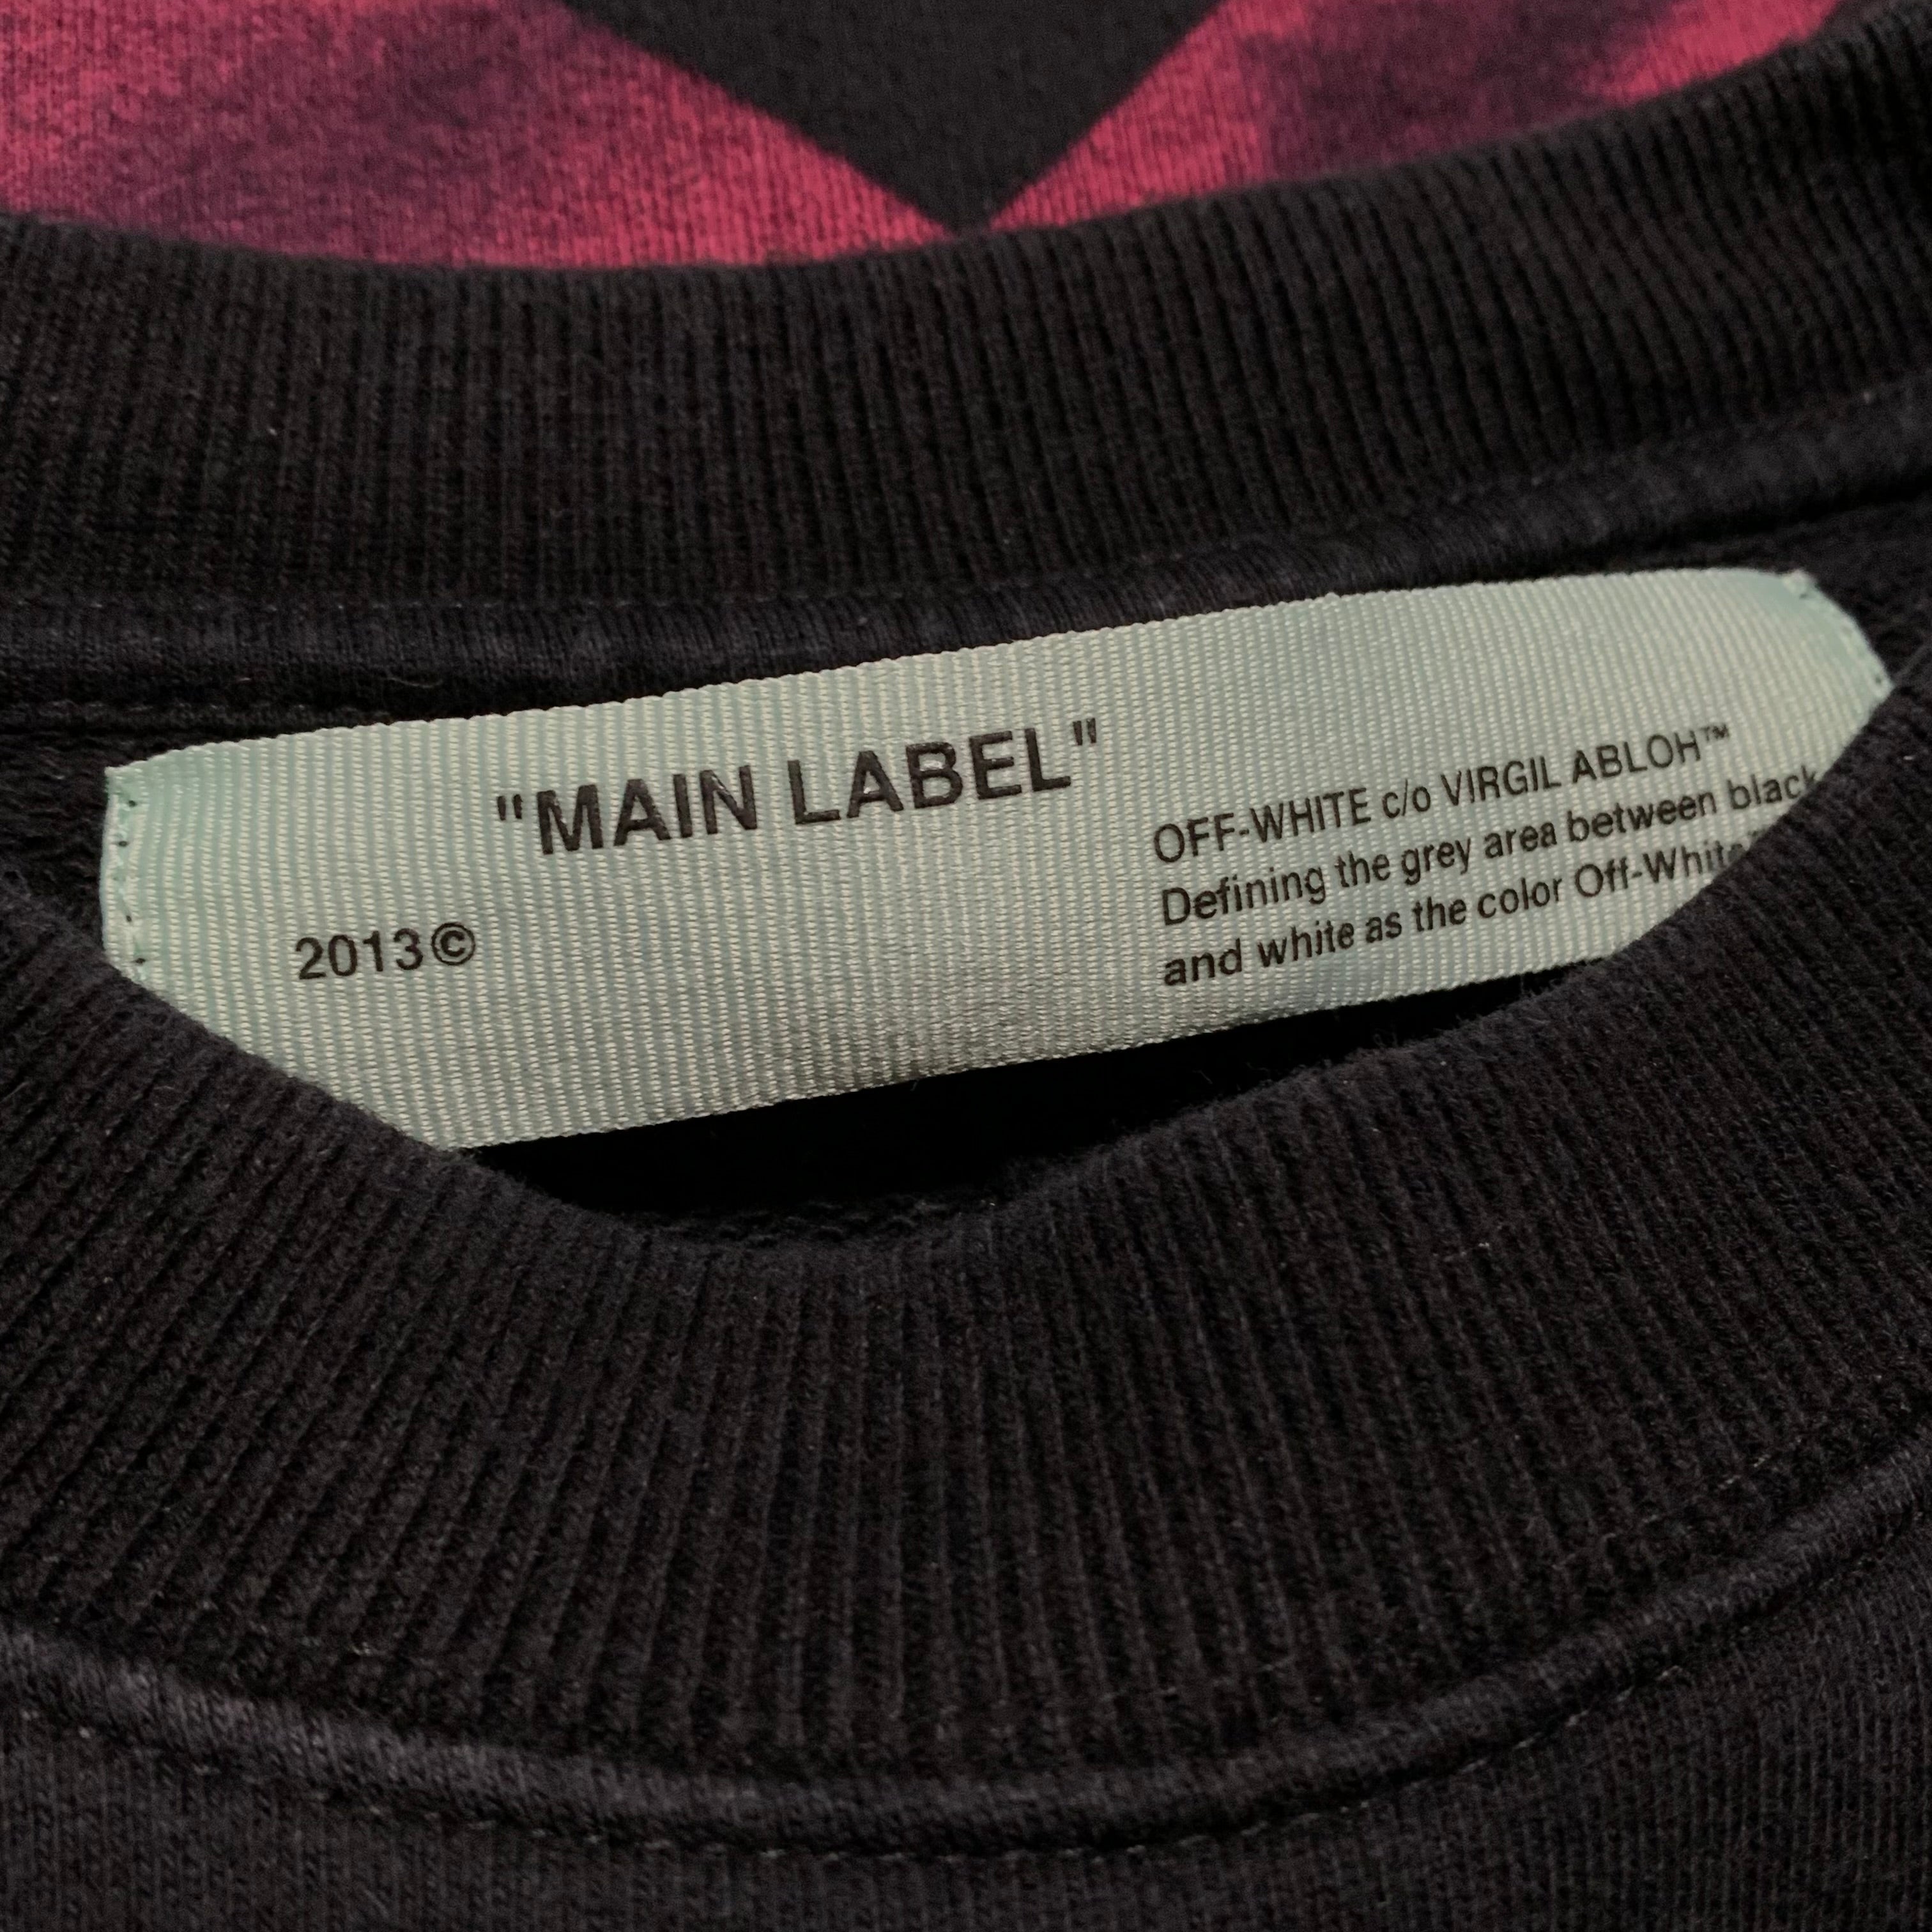 "MAIN LABEL"
2013©
OFF-WHITE c/o VIRGIL ABLOH™
Defining the grey area between black
and white as the color Off-White